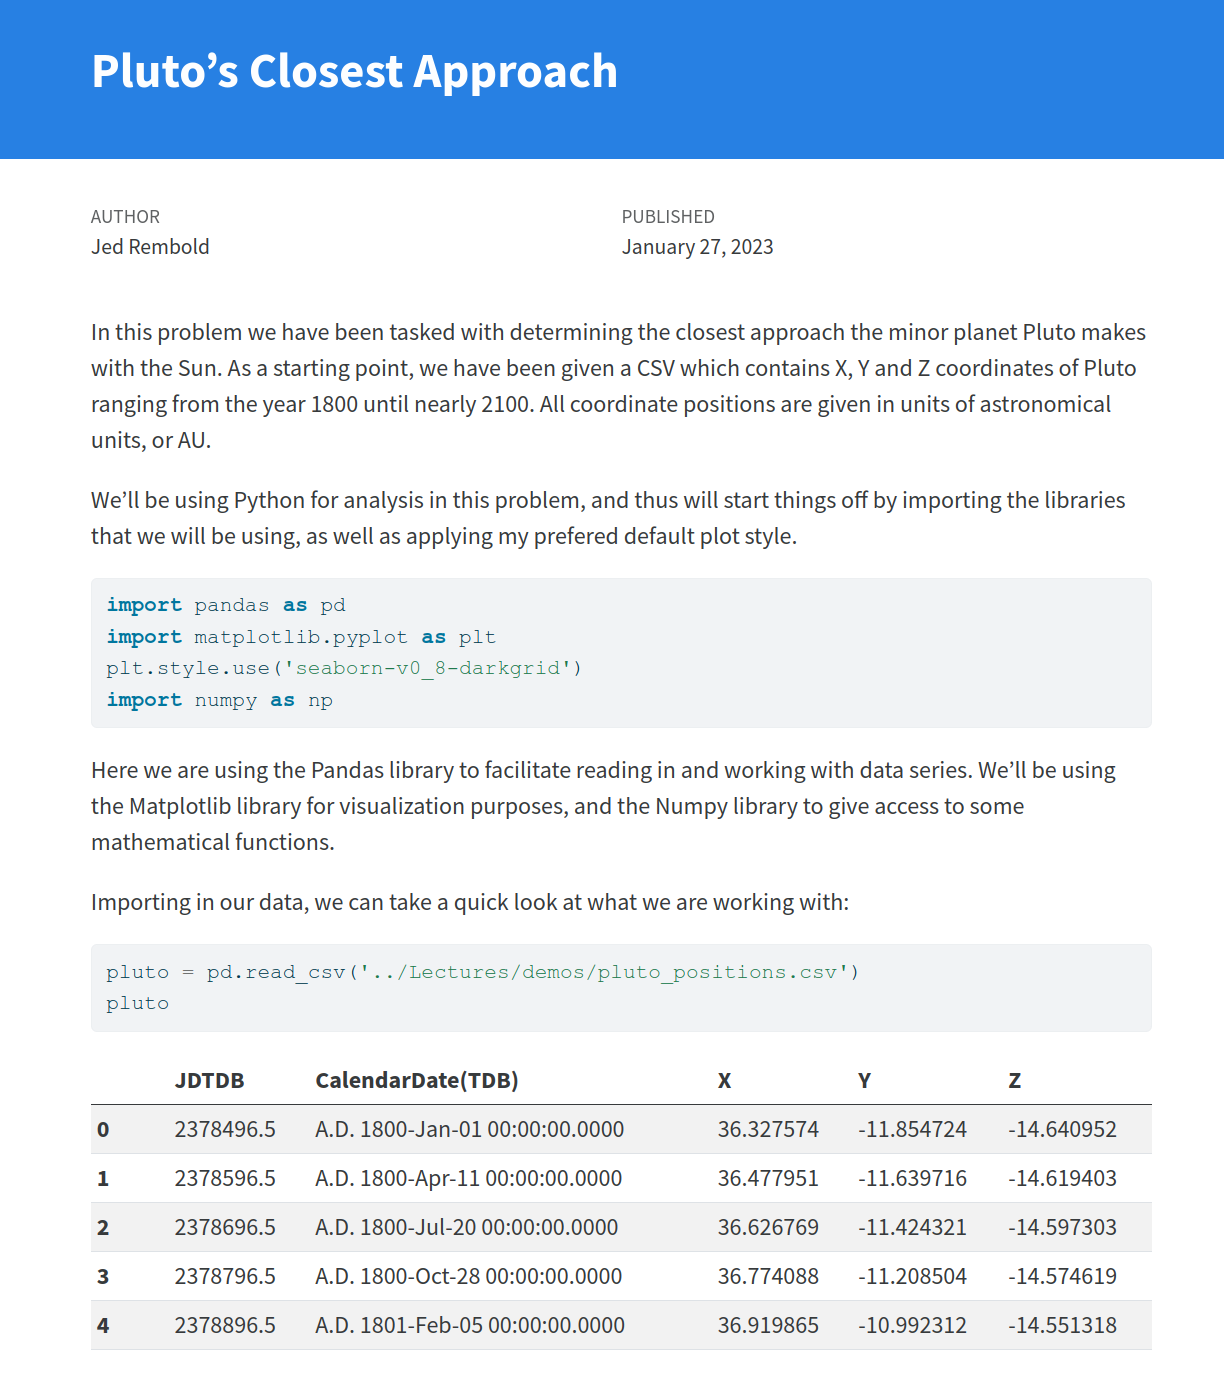 Pluto’s Closest Approach
AUTHOR
Jed Rembold
PUBLISHED
January 27, 2023
In this problem we have been tasked with determining the closest approach the minor planet Pluto makes
with the Sun. As a starting point, we have been given a CSV which contains X, Y and Z coordinates of Pluto
ranging from the year 1800 until nearly 2100. All coordinate positions are given in units of astronomical
units, or AU.
We’ll be using Python for analysis in this problem, and thus will start things off by importing the libraries
that we will be using, as well as applying my prefered default plot style.
import pandas as pd
import matplotlib.pyplot as plt
plt.style.use('seaborn-v0_8-darkgrid')
import numpy as np
Here we are using the Pandas library to facilitate reading in and working with data series. We’ll be using
the Matplotlib library for visualization purposes, and the Numpy library to give access to some
mathematical functions.
Importing in our data, we can take a quick look at what we are working with:
pluto = pd.read_csv('../Lectures/demos/pluto_positions.csv')
pluto
JDTDB CalendarDate(TDB) X Y Z
0 2378496.5 A.D. 1800-Jan-01 00:00:00.0000 36.327574 -11.854724 -14.640952
1 2378596.5 A.D. 1800-Apr-11 00:00:00.0000 36.477951 -11.639716 -14.619403
2 2378696.5 A.D. 1800-Jul-20 00:00:00.0000 36.626769 -11.424321 -14.597303
3 2378796.5 A.D. 1800-Oct-28 00:00:00.0000 36.774088 -11.208504 -14.574619
4 2378896.5 A.D. 1801-Feb-05 00:00:00.0000 36.919865 -10.992312 -14.551318